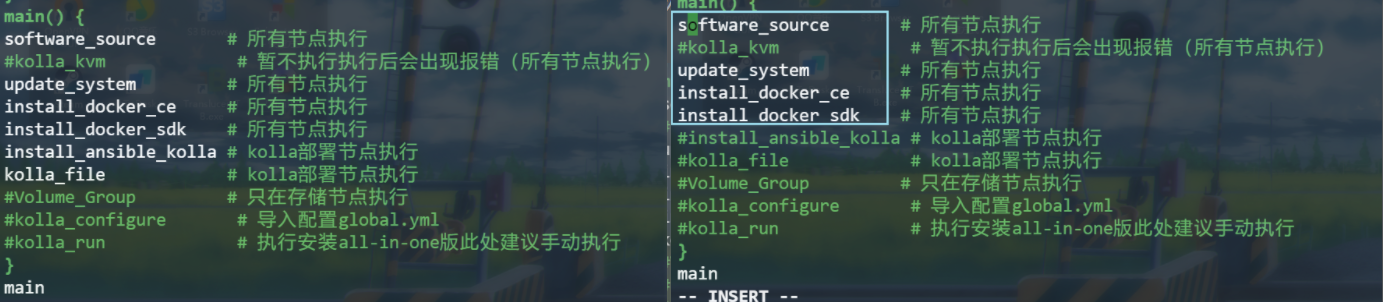 main() {
software_source # 所有节点执行
#kolla_kvm # 暂不执行执行后会出现报错（所有节点执行）
update_system # 所有节点执行
install_docker_ce # 所有节点执行
install_docker_sdk # 所有节点执行
install_ansible_kolla # kolla部署节点执行
kolla_file # kolla部署节点执行
#Volume_Group # 只在存储节点执行
#kolla_configure # 导入配置global.yml
#kolla_run # 执行安装all-in-one版此处建议手动执行
}
main
main() {
software_source # 所有节点执行
#kolla_kvm # 暂不执行执行后会出现报错（所有节点执行）
update_system # 所有节点执行
install_docker_ce # 所有节点执行
install_docker_sdk # 所有节点执行
#install_ansible_kolla # kolla部署节点执行
#kolla_file # kolla部署节点执行
#Volume_Group # 只在存储节点执行
#kolla_configure # 导入配置global.yml
#kolla_run # 执行安装all-in-one版此处建议手动执行
}
main
-- INSERT --